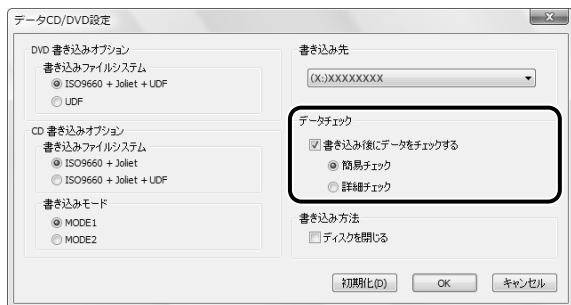 データCD/DVD設定
DVD 書き込みオプション
書き込みファイルシステム
ISO9660 + Joliet + UDF
UDF
CD 書き込みオプション
書き込みファイルシステム
ISO9660 + Joliet
ISO9660 + Joliet + UDF
書き込みモード
MODE1
MODE2
書き込み先
(X:)XXXXXXXX
データチェック
書き込み後にデータをチェックする
簡易チェック
詳細チェック
書き込み方法
ディスクを閉じる
初期化(D)
OK
キャンセル